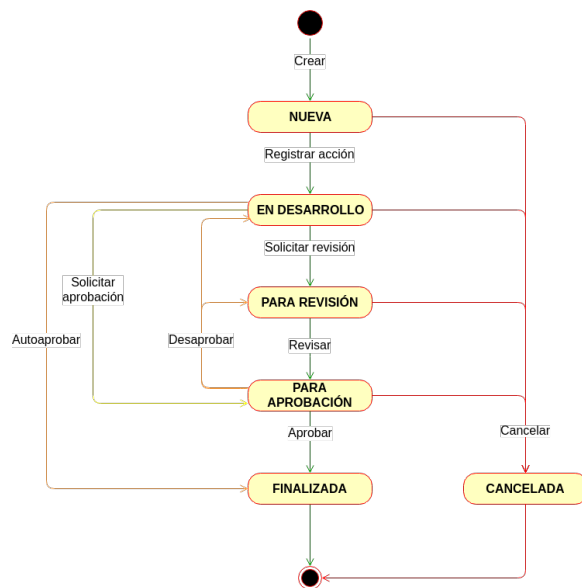 Crear
NUEVA
Registrar acción
EN DESARROLLO
Solicitar revisión
Solicitar
aprobación
PARA REVISIÓN
Autoaprobar
Desaprobar
Revisar
PARA
APROBACIÓN
Aprobar
Cancelar
FINALIZADA
CANCELADA